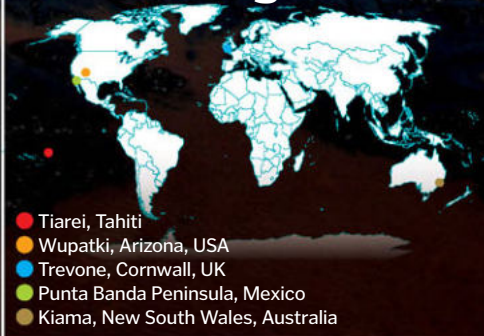 Tiarei, Tahiti
Wupatki, Arizona, USA
Trevone, Cornwall, UK
Punta Banda Peninsula, Mexico
Kiama, New South Wales, Australia